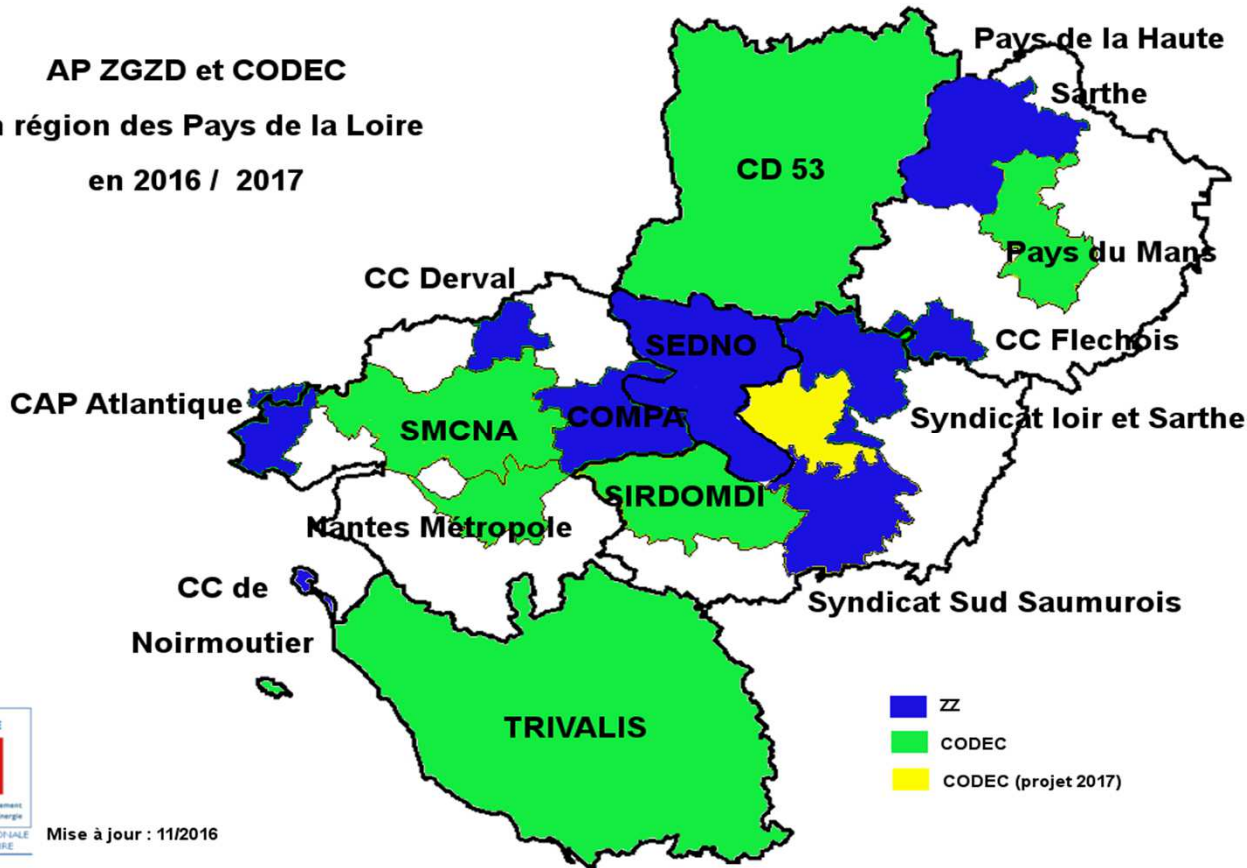 AP ZGZD et CODEC
région des Pays de la Loire
en 2016 / 2017
Pays de la Haute
Sarthe
CD 53
Pays du Mans
CC Derval
SEDNO
CC Flechois
CAP Atlantique
COMPA
Syndicat loir et Sarthe
SMCNA
SIRDOMDI
Nantes Métropole
CC de
Noirmoutier
Syndicat Sud Saumurois
TRIVALIS
ZZ
CODEC
CODEC (projet 2017)
Mise à jour : 11/2016